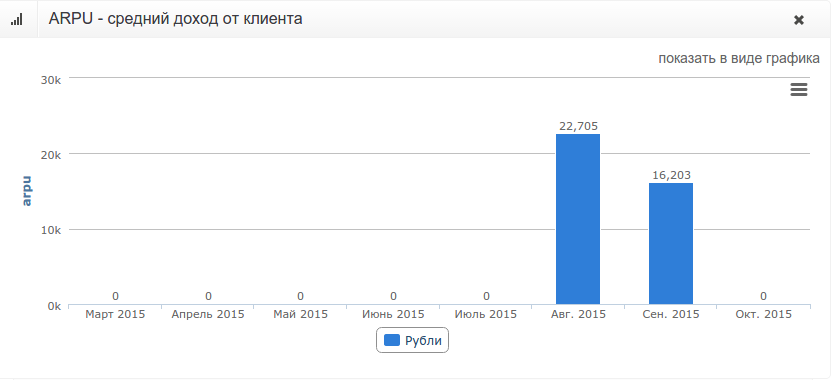 ARPU - средний доход от клиента
показать в виде графика
30k
20k
10k
0k
arpu
22,705
16,203
0 0 0 0 0 0
Март 2015 Апрель 2015 Май 2015 Июнь 2015 Июль 2015 Авг. 2015 Сен. 2015 Окт. 2015
Рубли